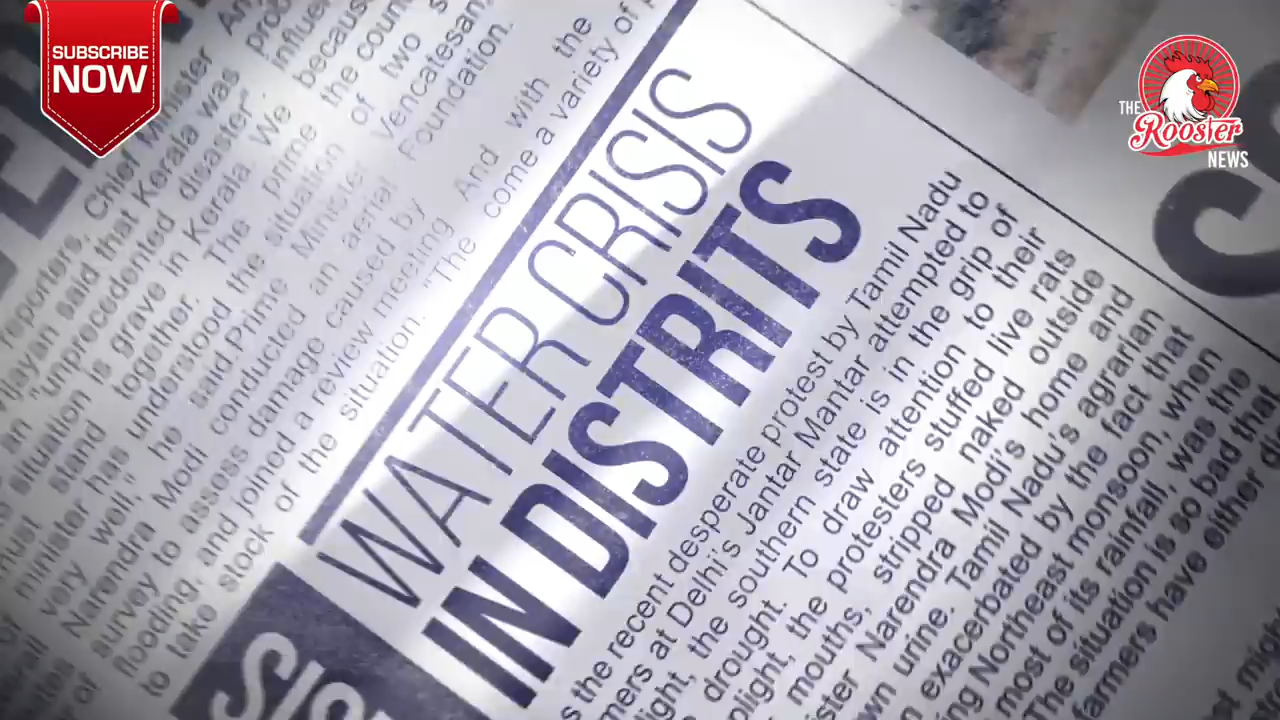 SUBSCRIBE
NOW
THE
Rooster
NEWS
reporters, Chief Minister
said that Kerala was
an "unprecedented disaster".
situation is grave in Kerala. We
stand together. The prime
minister has understood the situation
very well," he said. Prime Minister
Narendra Modi conducted an aerial
survey to assess damage caused by
flooding, and joined a review meeting
to take stock of the situation. "The
because
the
of two
Vencatesan,
Foundation.
And with the
come a variety of
WATER CRISIS
IN DISTRITS
the recent desperate protest by Tamil Nadu
at Delhi's Jantar Mantar attempted to
light, the southern state is in the grip of
drought. To draw attention to their
plight, the protesters stuffed live rats
mouths, stripped naked outside
Narendra Modi's home and
urine. Tamil Nadu's agrarian
exacerbated by the fact that
Northeast monsoon, when
most of its rainfall, was the
The situation is so bad that
farmers have either